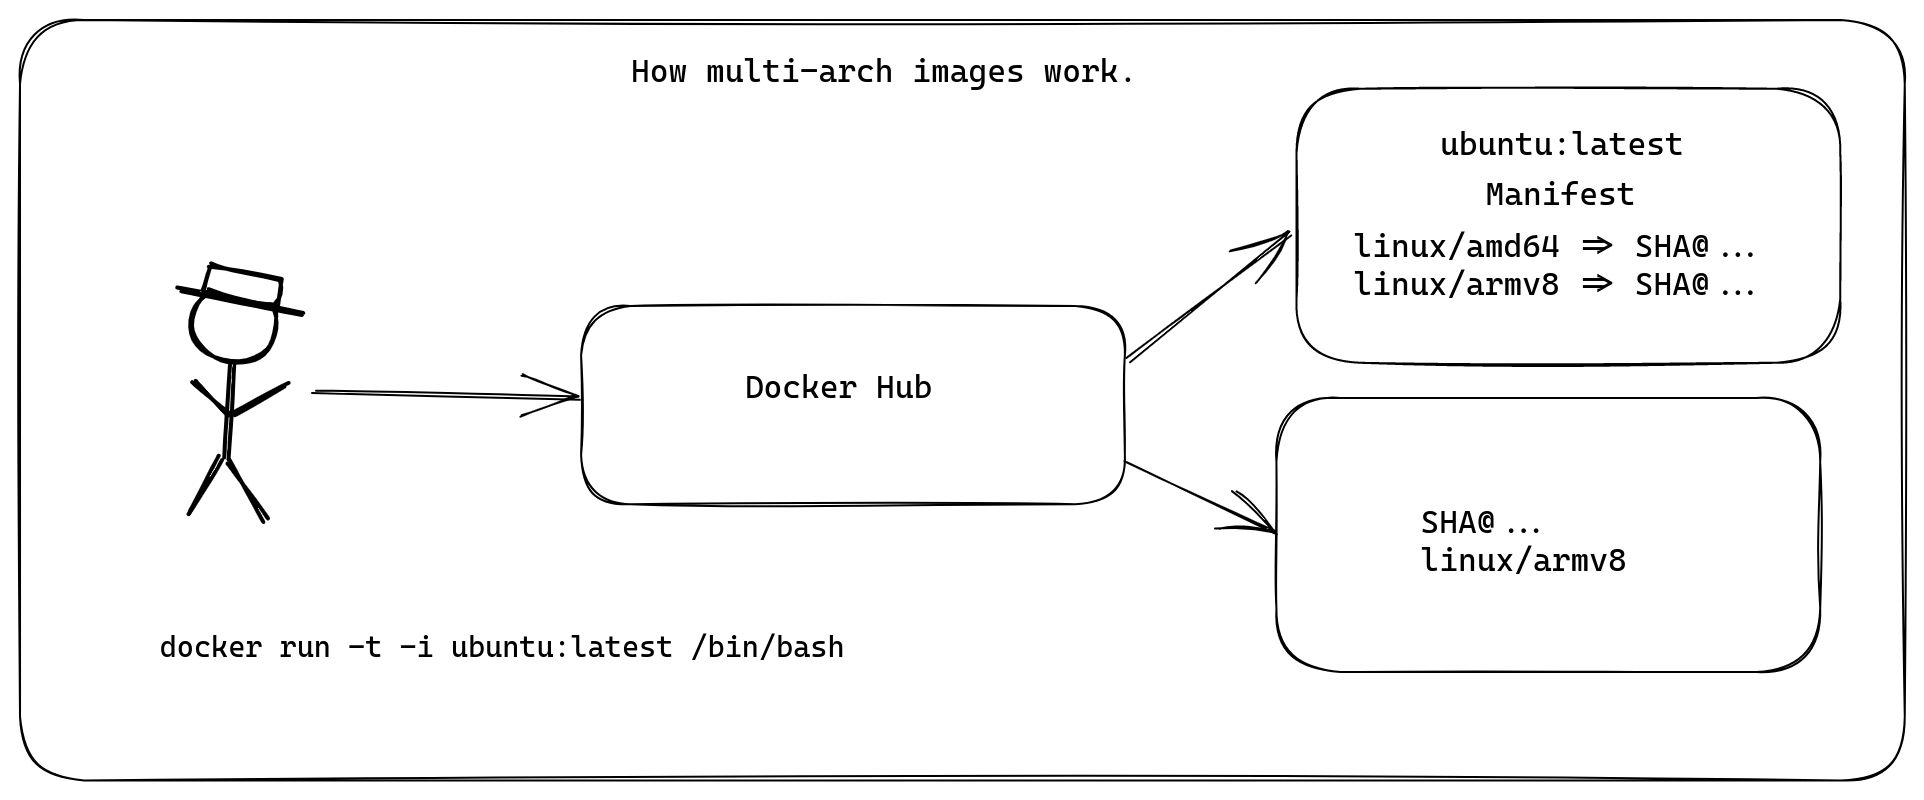 How multi-arch images work.
ubuntu:latest
Manifest
linux/amd64 => SHA@...
linux/armv8 => SHA@...
Docker Hub
SHA@...
linux/armv8
docker run -t -i ubuntu:latest /bin/bash